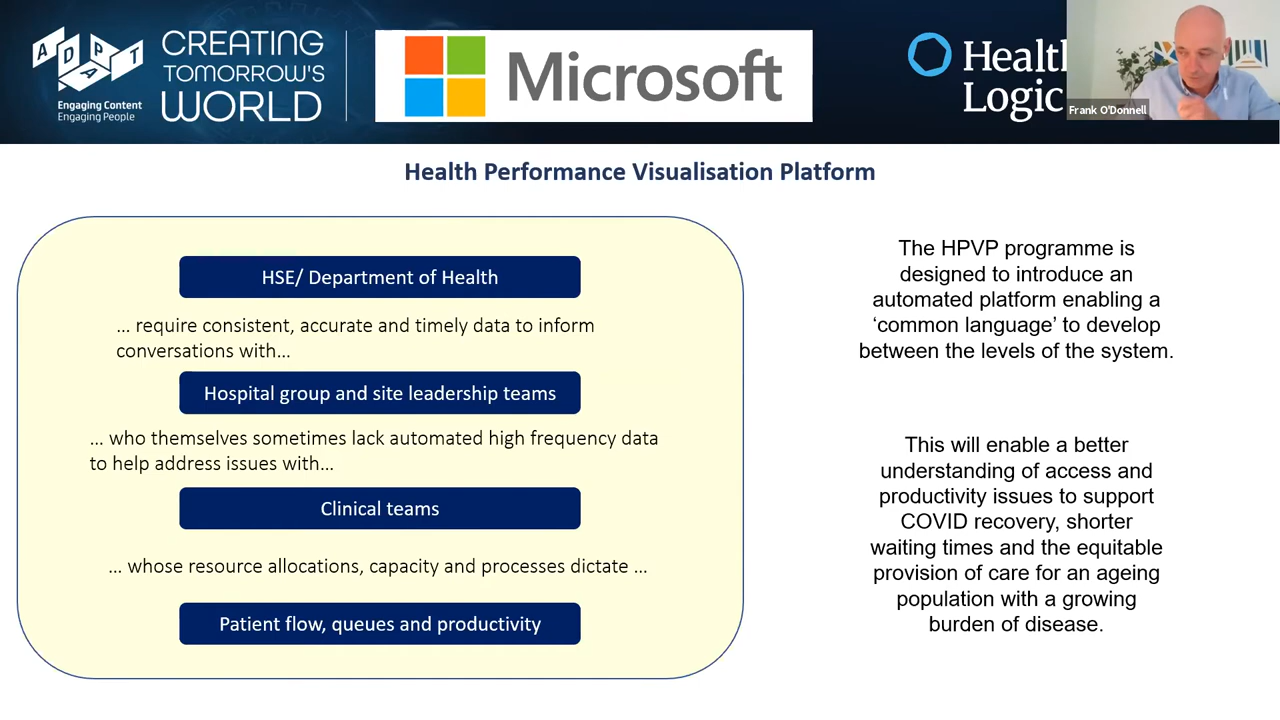 ADAPT
Engaging Content
Engaging People
CREATING
TOMORROW'S
WORLD
Microsoft
Health
Logic
Frank O'Donnell
Health Performance Visualisation Platform
HSE/ Department of Health
... require consistent, accurate and timely data to inform
conversations with...
Hospital group and site leadership teams
... who themselves sometimes lack automated high frequency data
to help address issues with...
Clinical teams
... whose resource allocations, capacity and processes dictate ...
Patient flow, queues and productivity
The HPVP programme is
designed to introduce an
automated platform enabling a
‘common language’ to develop
between the levels of the system.
This will enable a better
understanding of access and
productivity issues to support
COVID recovery, shorter
waiting times and the equitable
provision of care for an ageing
population with a growing
burden of disease.